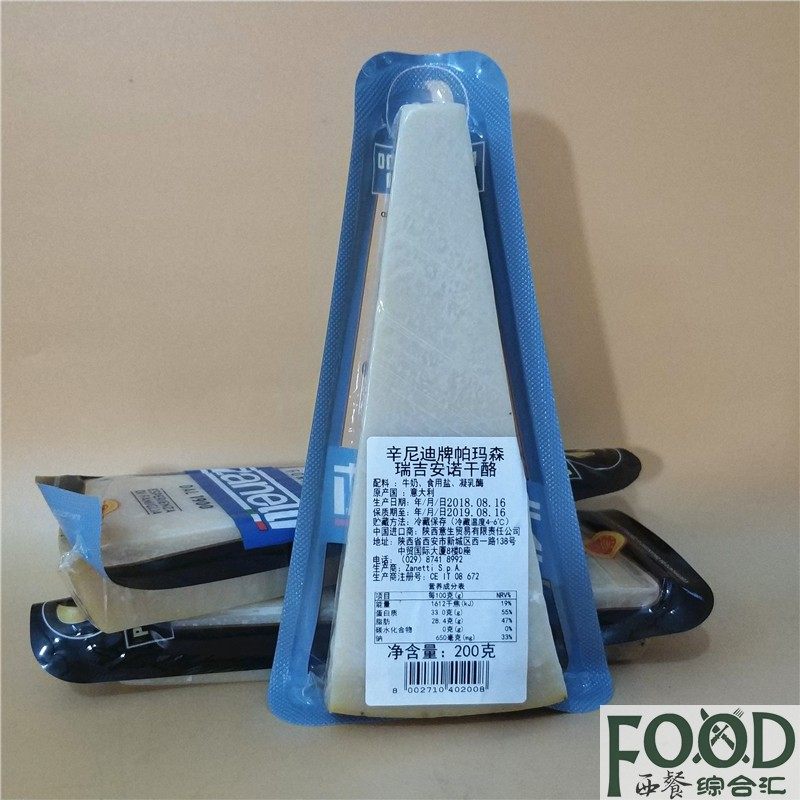 辛尼迪牌帕玛森
瑞吉安诺干酪
配料：牛奶、食用盐、凝乳酶
原产国：意大利
生产日期：年/月/日2018.08.16
保质期至：年/月/日2019.08.16
贮藏方法：冷藏保存（冷藏温度4-6℃）
中国进口商：陕西意生贸易有限责任公司
地址：陕西省西安市新城区西一路138号
中贸国际大厦8楼D座
电话：（029）8741 8992
生产商：Zanetti S.p.A.
生产商注册号：CE IT 08 672
营养成分表
项目 每100克(g) NRV%
能量 1612千焦(kJ) 19%
蛋白质 33.0克(g) 55%
脂肪 28.4克(g) 47%
碳水化合物 0克(g) 0%
钠 650毫克(mg) 33%
净含量：200克
8 002710 402008
DAL 1900
ESPERIENZA
DI FAMIGLIA
Zanetti
FOOD
西餐综合汇